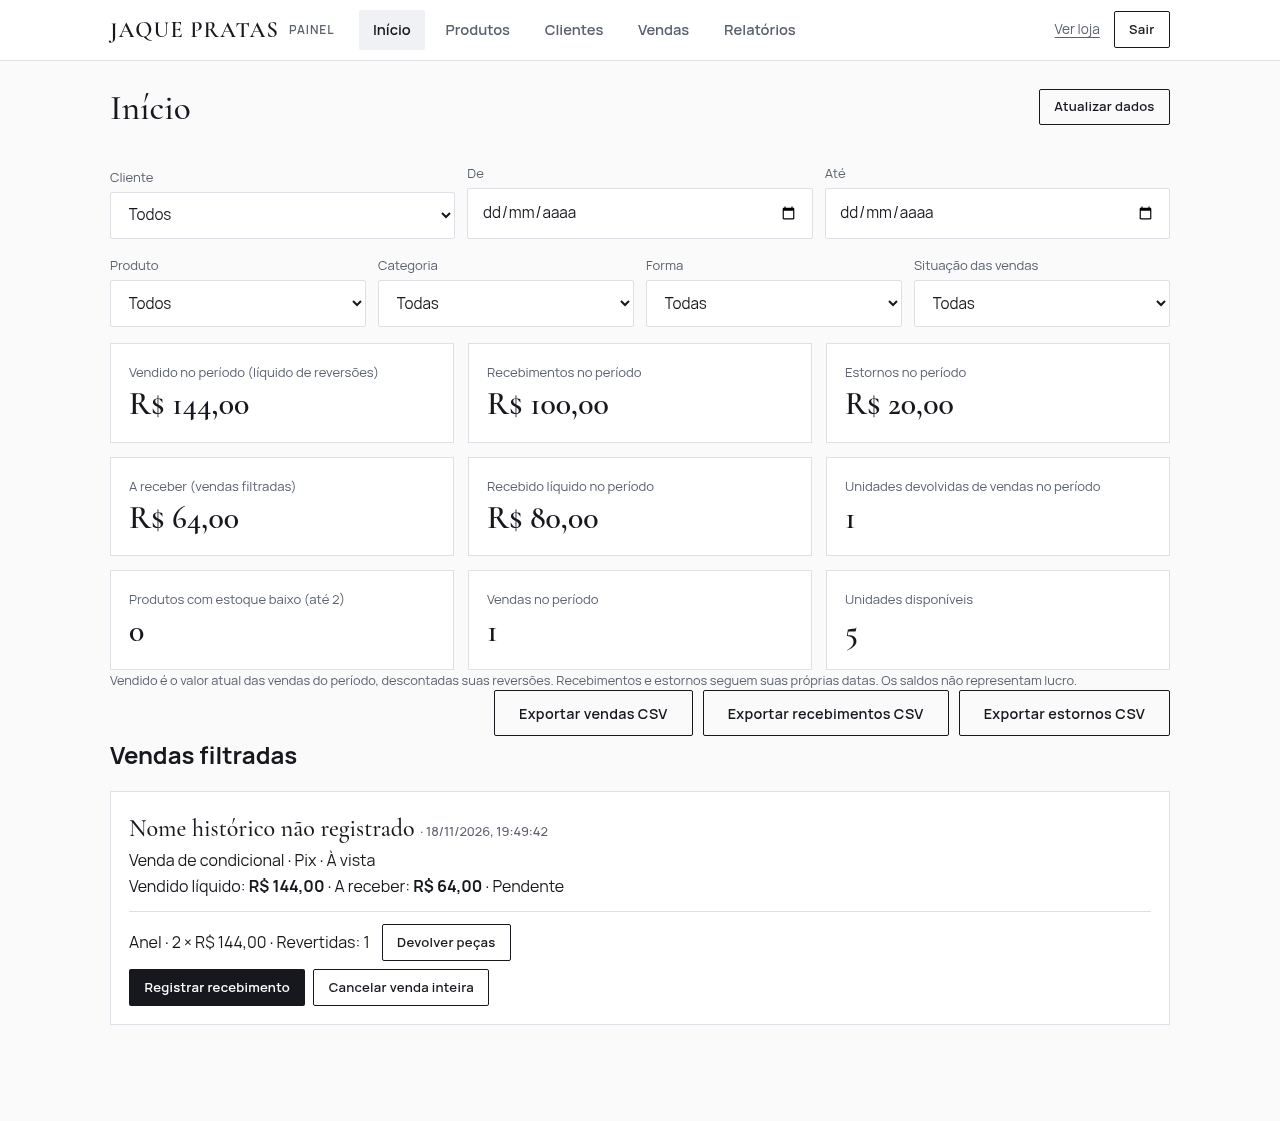 JAQUE PRATAS PAINEL Início Produtos Clientes Vendas Relatórios Ver loja Sair
Início Atualizar dados
Cliente De Até
Todos dd/mm/aaaa dd/mm/aaaa
Produto Categoria Forma Situação das vendas
Todos Todas Todas Todas
Vendido no período (líquido de reversões) Recebimentos no período Estornos no período
R$ 144,00 R$ 100,00 R$ 20,00
A receber (vendas filtradas) Recebido líquido no período Unidades devolvidas de vendas no período
R$ 64,00 R$ 80,00 1
Produtos com estoque baixo (até 2) Vendas no período Unidades disponíveis
0 1 5
Vendido é o valor atual das vendas do período, descontadas suas reversões. Recebimentos e estornos seguem suas próprias datas. Os saldos não representam lucro.
Exportar vendas CSV Exportar recebimentos CSV Exportar estornos CSV
Vendas filtradas
Nome histórico não registrado · 18/11/2026, 19:49:42
Venda de condicional · Pix · À vista
Vendido líquido: R$ 144,00 · A receber: R$ 64,00 · Pendente
Anel · 2 × R$ 144,00 · Revertidas: 1 Devolver peças
Registrar recebimento Cancelar venda inteira